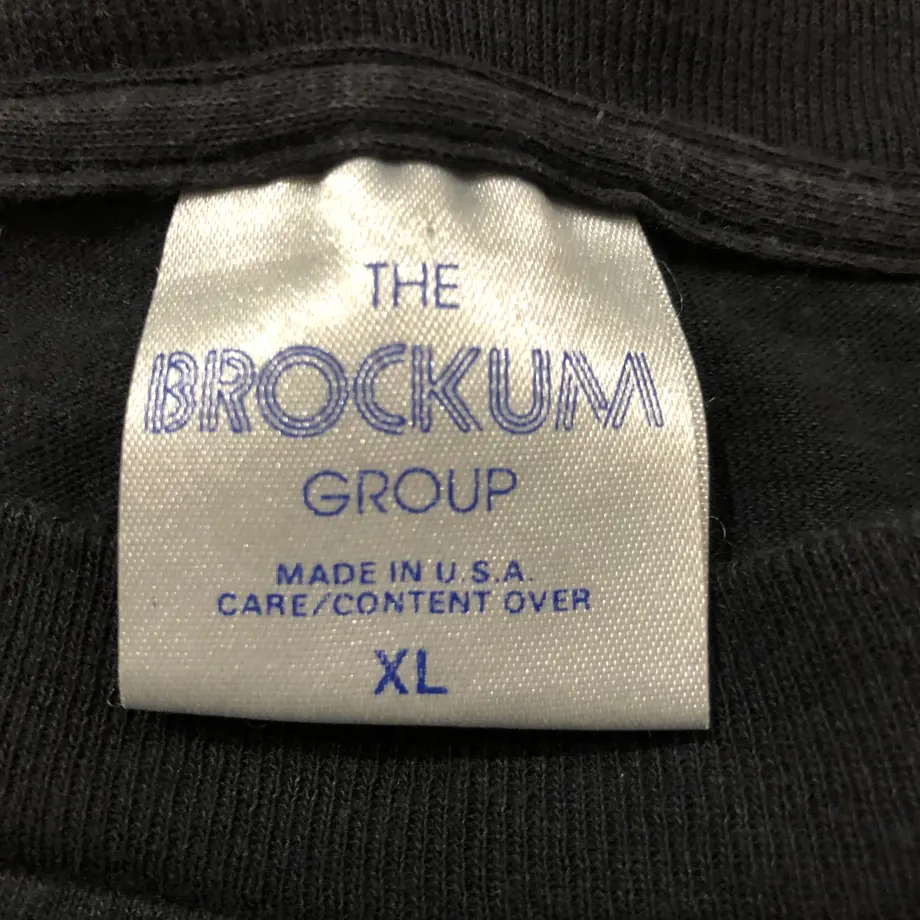 THE
BROCKUM
GROUP
MADE IN U.S.A.
CARE/CONTENT OVER
XL